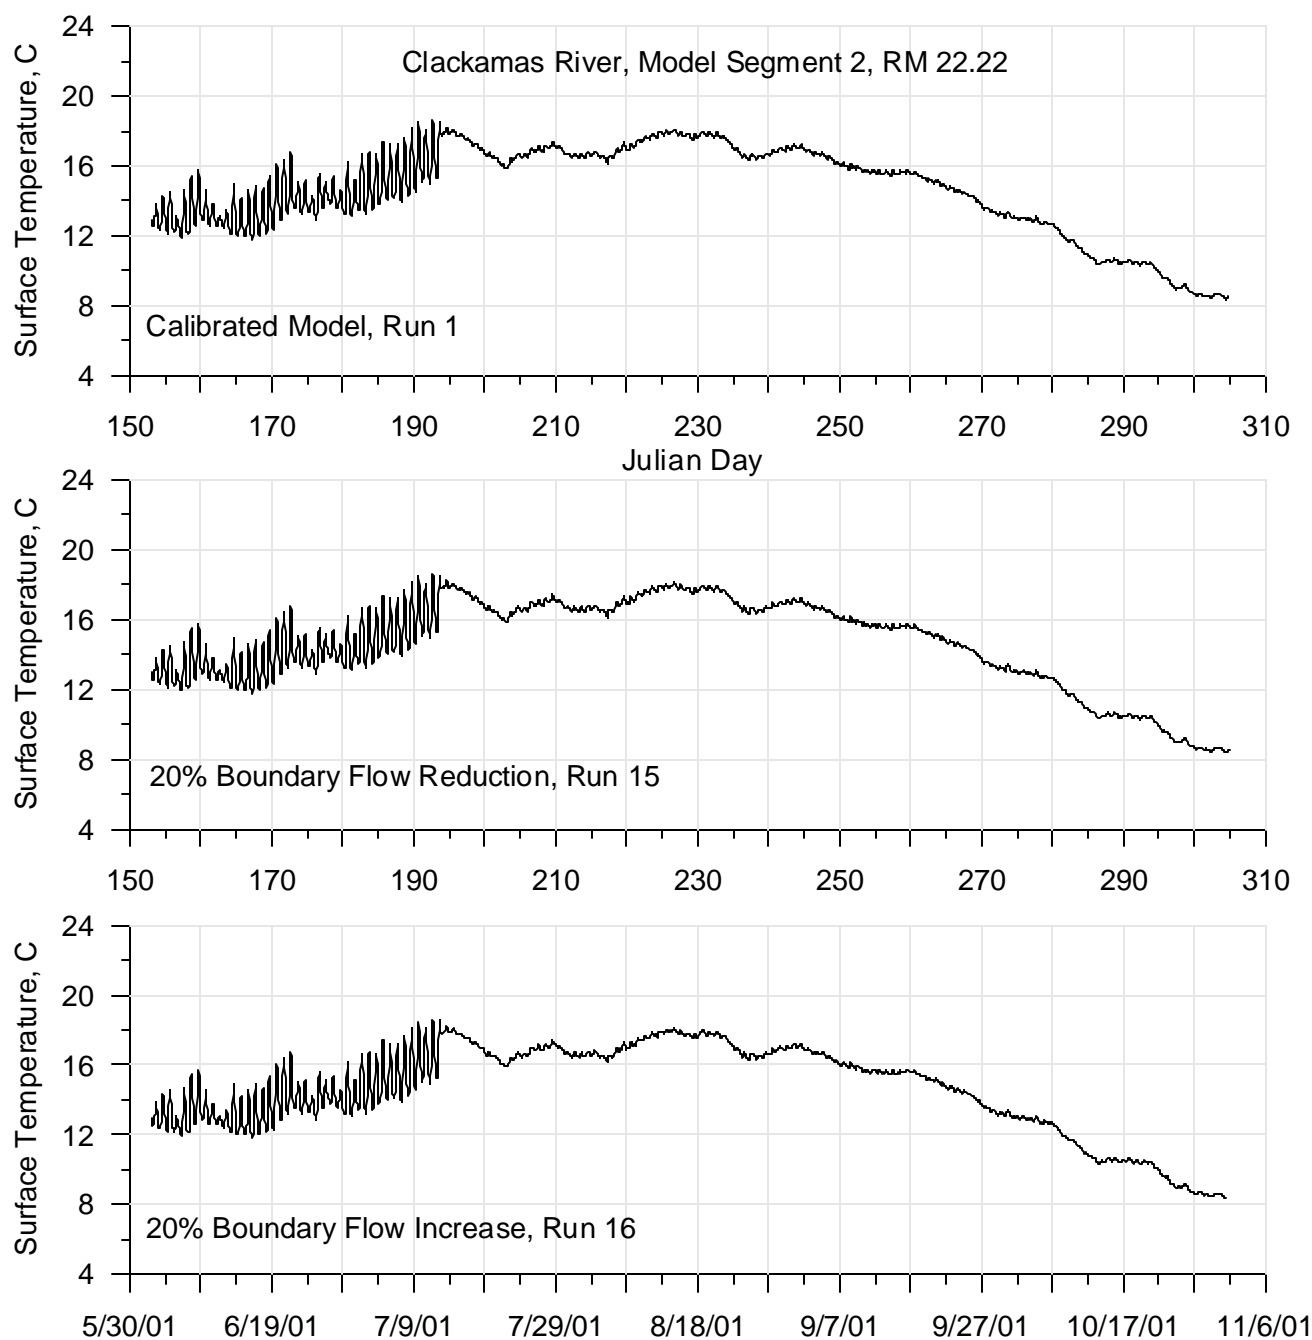 24
Clackamas River, Model Segment 2, RM 22.22
20
16
12
8
4
Surface Temperature, C
Calibrated Model, Run 1
150 170 190 210 230 250 270 290 310
Julian Day
24
20
16
12
8
4
Surface Temperature, C
20% Boundary Flow Reduction, Run 15
150 170 190 210 230 250 270 290 310
24
20
16
12
8
4
Surface Temperature, C
20% Boundary Flow Increase, Run 16
5/30/01 6/19/01 7/9/01 7/29/01 8/18/01 9/7/01 9/27/01 10/17/01 11/6/01